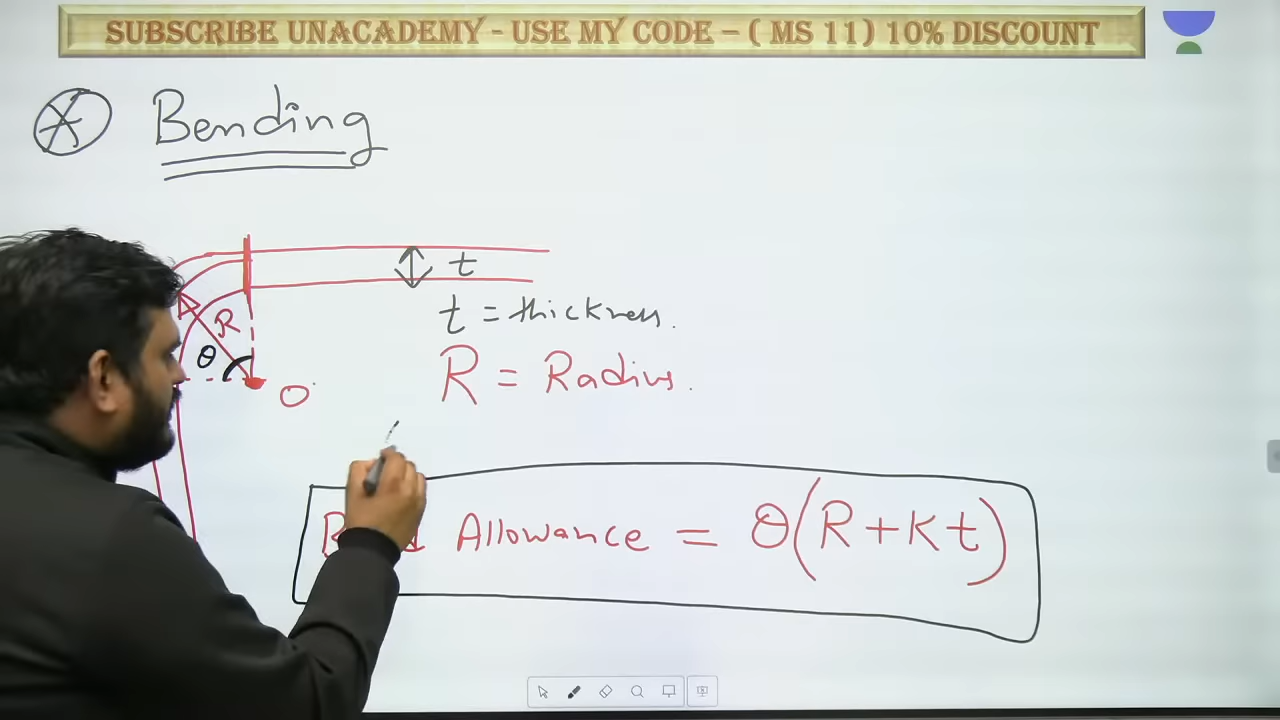 SUBSCRIBE UNACADEMY - USE MY CODE – ( MS 11) 10% DISCOUNT
Bending
t
t = thickness.
R
θ
R = Radius.
O
Allowance = θ(R+Kt)